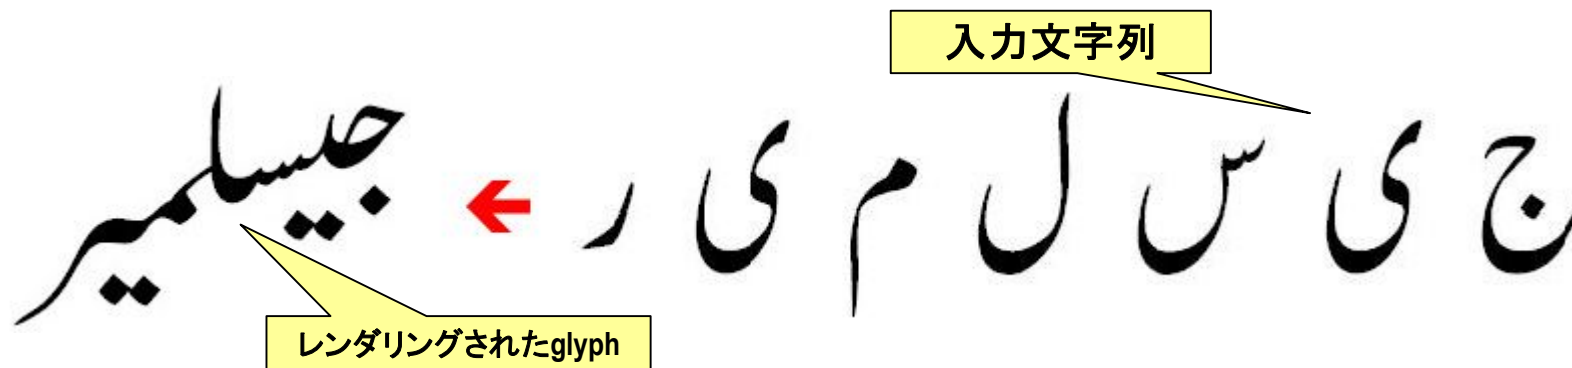 入力文字列
ج ی س ل م ی ر
جیسلمیر
レンダリングされたglyph